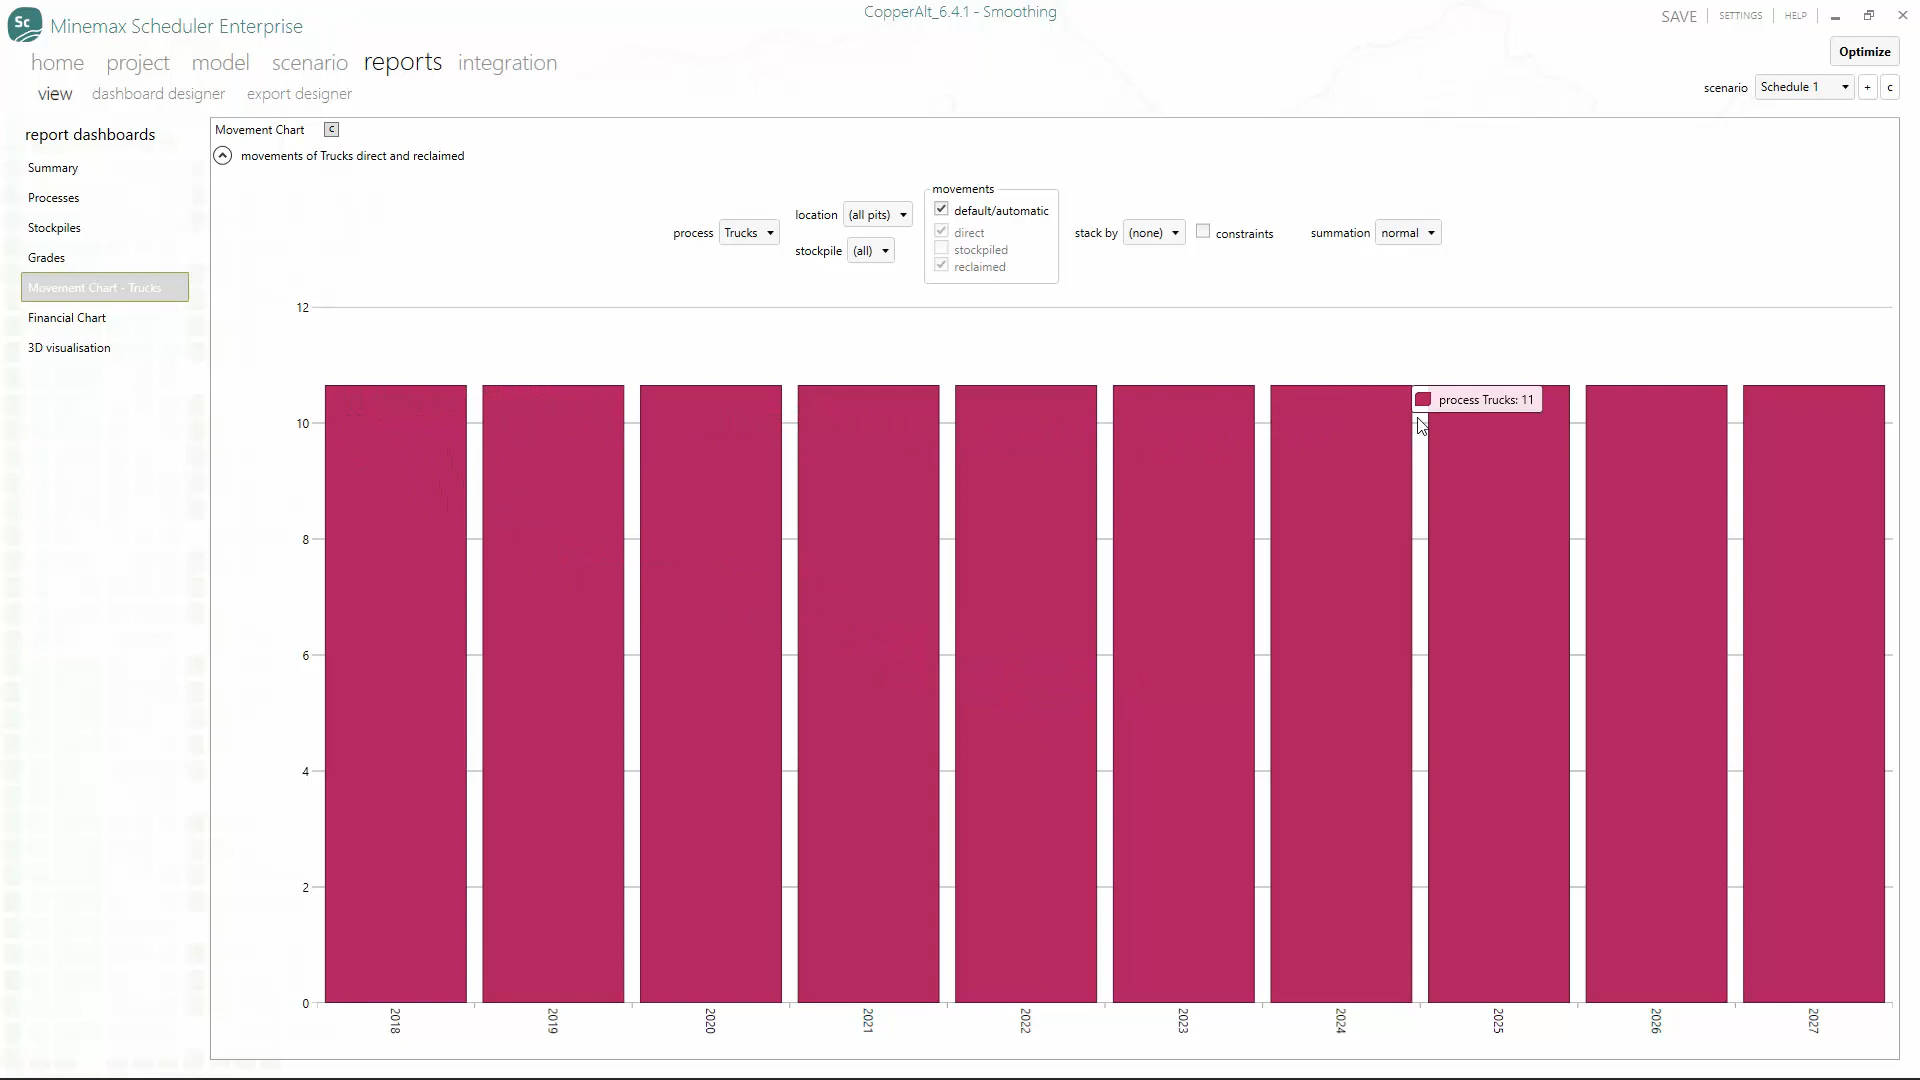 CopperAlt_6.4.1 - Smoothing
SAVE SETTINGS HELP
Sc Minemax Scheduler Enterprise
home project model scenario reports integration
Optimize
view dashboard designer export designer
scenario Schedule 1 + c
report dashboards
Summary
Processes
Stockpiles
Grades
Movement Chart - Trucks
Financial Chart
3D visualisation
Movement Chart c
movements of Trucks direct and reclaimed
process Trucks
location (all pits)
stockpile (all)
movements
default/automatic
direct
stockpiled
reclaimed
stack by (none)
constraints
summation normal
12
10
8
6
4
2
0
process Trucks: 11
2018 2019 2020 2021 2022 2023 2024 2025 2026 2027